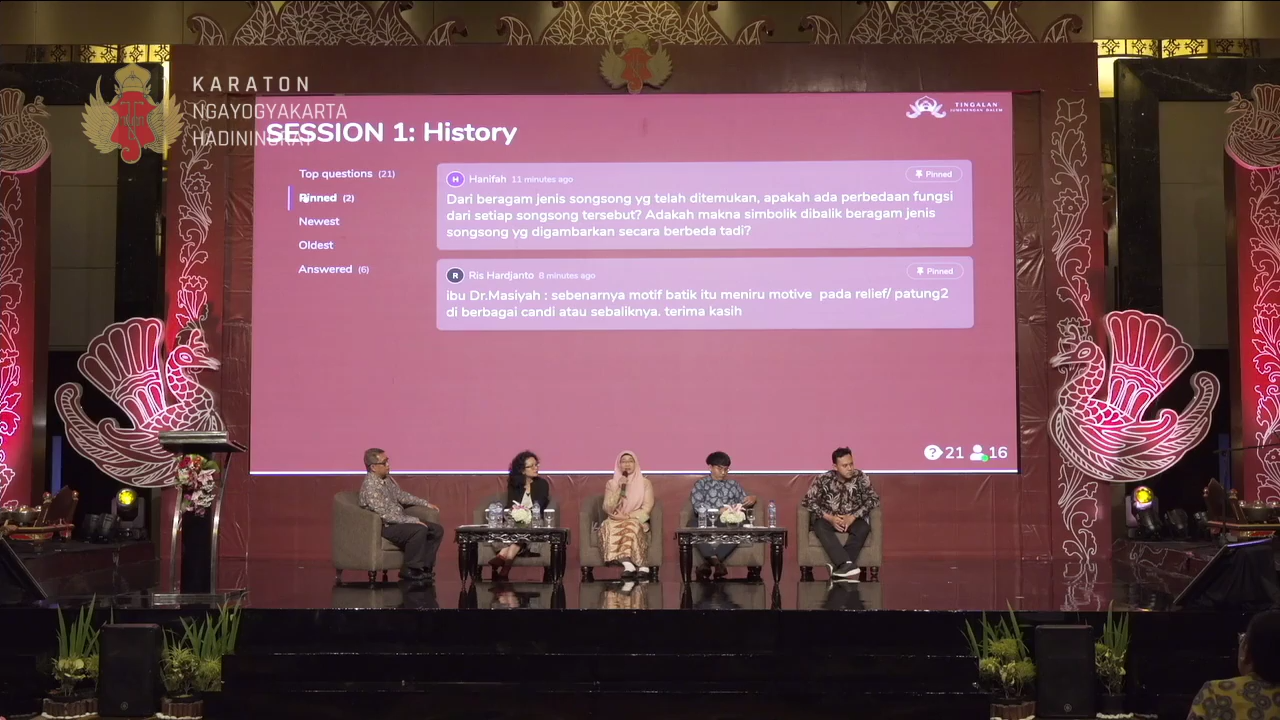 KARATON
NGAYOGYAKARTA
HADININGRAT
TINGALAN
JUMENENGAN DALEM
SESSION 1: History
Top questions (21)
Pinned (2)
Newest
Oldest
Answered (6)
H Hanifah 11 minutes ago
Pinned
Dari beragam jenis songsong yg telah ditemukan, apakah ada perbedaan fungsi
dari setiap songsong tersebut? Adakah makna simbolik dibalik beragam jenis
songsong yg digambarkan secara berbeda tadi?
R Ris Hardjanto 8 minutes ago
Pinned
ibu Dr.Masiyah : sebenarnya motif batik itu meniru motive pada relief/ patung2
di berbagai candi atau sebaliknya. terima kasih
21 16